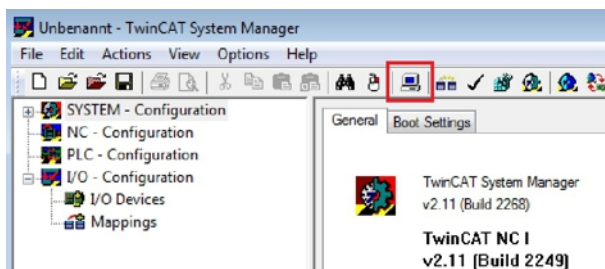 Unbenannt - TwinCAT System Manager
File Edit Actions View Options Help
SYSTEM - Configuration
NC - Configuration
PLC - Configuration
I/O - Configuration
I/O Devices
Mappings
General Boot Settings
TwinCAT System Manager
v2.11 (Build 2268)
TwinCAT NC I
v2.11 (Build 2249)